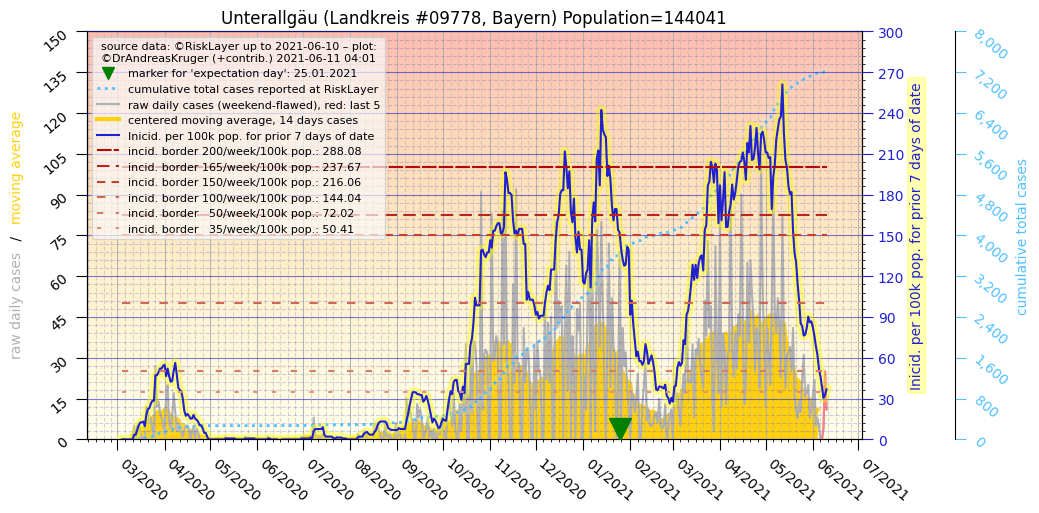 Unterallgäu (Landkreis #09778, Bayern) Population=144041
source data: ©RiskLayer up to 2021-06-10 – plot:
©DrAndreasKruger (+contrib.) 2021-06-11 04:01
marker for 'expectation day': 25.01.2021
cumulative total cases reported at RiskLayer
raw daily cases (weekend-flawed), red: last 5
centered moving average, 14 days cases
Inicid. per 100k pop. for prior 7 days of date
incid. border 200/week/100k pop.: 288.08
incid. border 165/week/100k pop.: 237.67
incid. border 150/week/100k pop.: 216.06
incid. border 100/week/100k pop.: 144.04
incid. border   50/week/100k pop.: 72.02
incid. border   35/week/100k pop.: 50.41
raw daily cases   /   moving average
150
135
120
105
90
75
60
45
30
15
0
300
270
240
210
180
150
120
90
60
30
0
Inicid. per 100k pop. for prior 7 days of date
8,000
7,200
6,400
5,600
4,800
4,000
3,200
2,400
1,600
800
0
cumulative total cases
03/2020
04/2020
05/2020
06/2020
07/2020
08/2020
09/2020
10/2020
11/2020
12/2020
01/2021
02/2021
03/2021
04/2021
05/2021
06/2021
07/2021